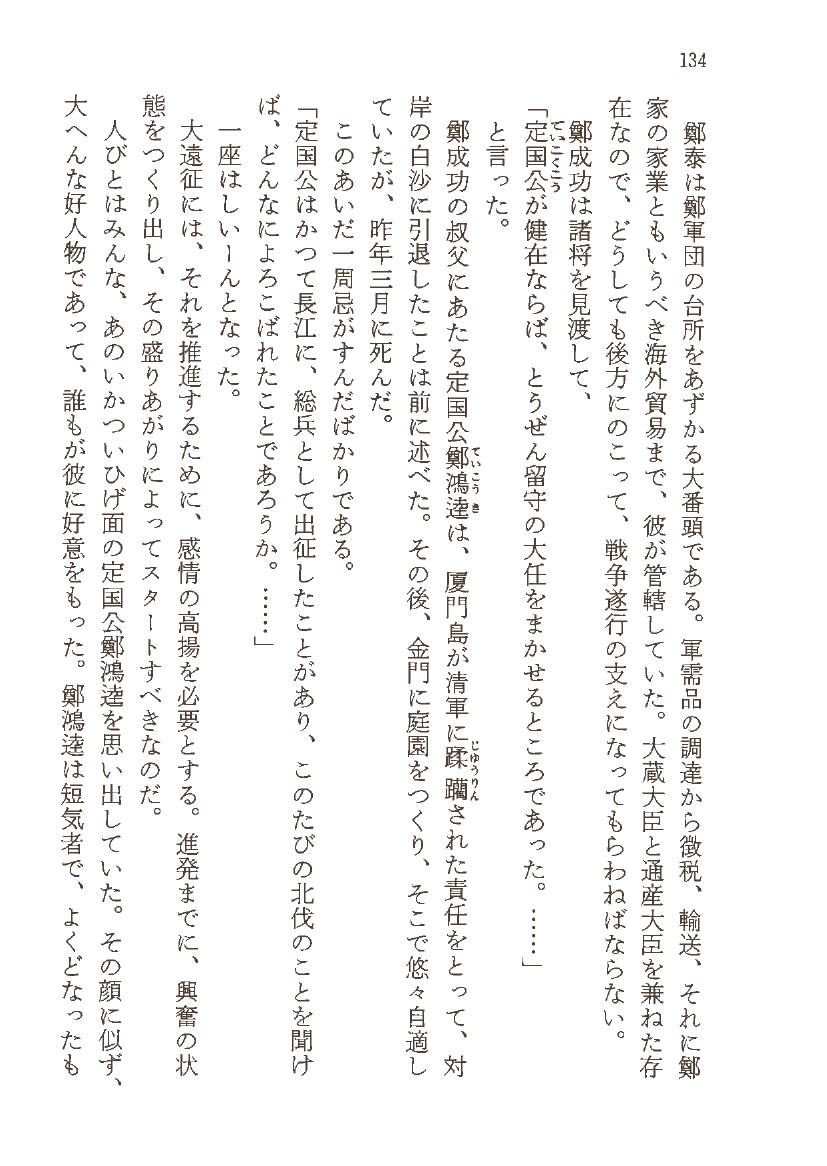 134
鄭泰は鄭軍団の台所をあずかる大番頭である。軍需品の調達から徴税、輸送、それに鄭
家の家業ともいうべき海外貿易まで、彼が管轄していた。大蔵大臣と通産大臣を兼ねた存
在なので、どうしても後方にのこって、戦争遂行の支えになってもらわねばならない。
鄭成功は諸将を見渡して、
「定国公が健在ならば、とうぜん留守の大任をまかせるところであった。……」
と言った。
鄭成功の叔父にあたる定国公鄭鴻逵は、厦門島が清軍に蹂躙された責任をとって、対
岸の白沙に引退したことは前に述べた。その後、金門に庭園をつくり、そこで悠々自適し
ていたが、昨年三月に死んだ。
このあいだ一周忌がすんだばかりである。
「定国公はかつて長江に、総兵として出征したことがあり、このたびの北伐のことを聞け
ば、どんなによろこばれたことであろうか。……」
一座はしいーんとなった。
大遠征には、それを推進するために、感情の高揚を必要とする。進発までに、興奮の状
態をつくり出し、その盛りあがりによってスタートすべきなのだ。
人びとはみんな、あのいかついひげ面の定国公鄭鴻逵を思い出していた。その顔に似ず、
大へんな好人物であって、誰もが彼に好意をもった。鄭鴻逵は短気者で、よくどなったも